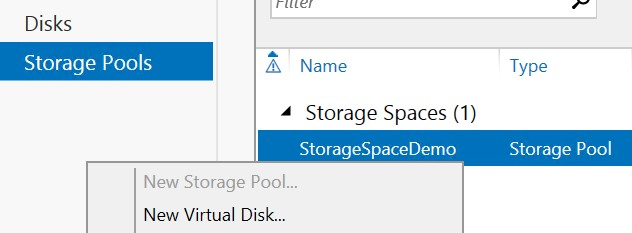 Filter
Disks
Storage Pools
Name Type
Storage Spaces (1)
StorageSpaceDemo Storage Pool
New Storage Pool...
New Virtual Disk...